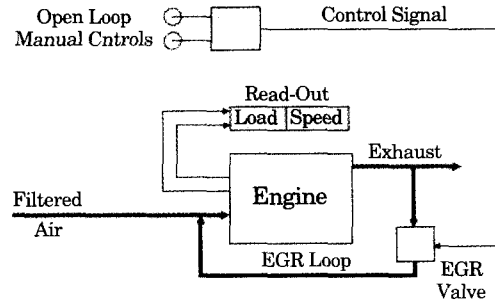 Open Loop
Manual Cntrols
Control Signal
Read-Out
Load Speed
Exhaust
Engine
Filtered
Air
EGR Loop
EGR
Valve